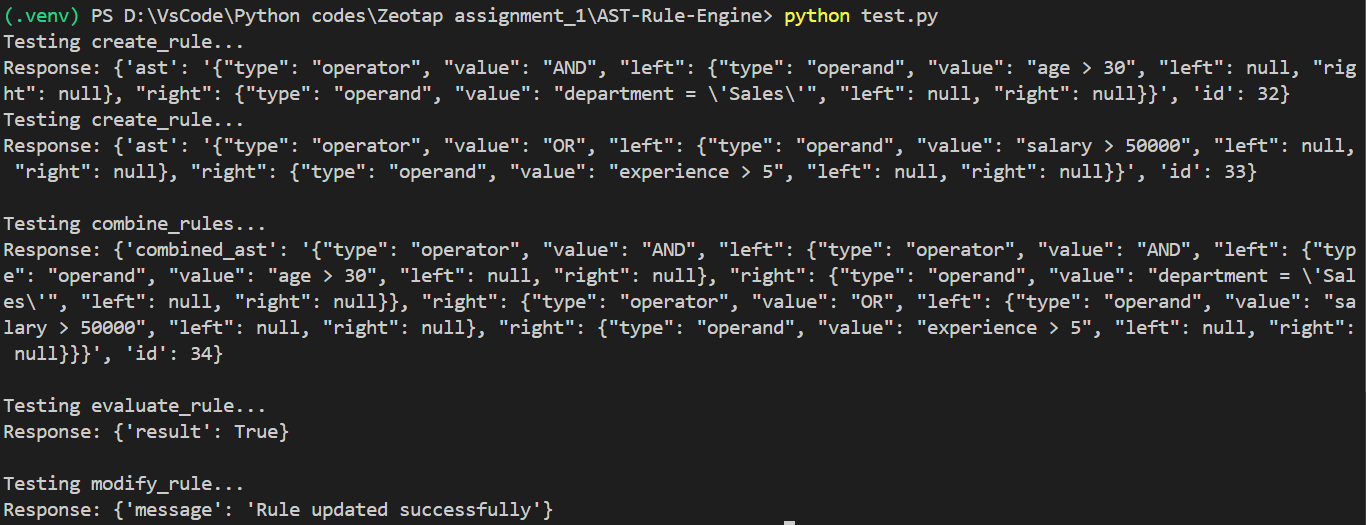 (.venv) PS D:\VsCode\Python codes\Zeotap assignment_1\AST-Rule-Engine> python test.py
Testing create_rule...
Response: {'ast': '{"type": "operator", "value": "AND", "left": {"type": "operand", "value": "age > 30", "left": null, "rig
ht": null}, "right": {"type": "operand", "value": "department = \'Sales\'", "left": null, "right": null}}', 'id': 32}
Testing create_rule...
Response: {'ast': '{"type": "operator", "value": "OR", "left": {"type": "operand", "value": "salary > 50000", "left": null,
 "right": null}, "right": {"type": "operand", "value": "experience > 5", "left": null, "right": null}}', 'id': 33}

Testing combine_rules...
Response: {'combined_ast': '{"type": "operator", "value": "AND", "left": {"type": "operator", "value": "AND", "left": {"typ
e": "operand", "value": "age > 30", "left": null, "right": null}, "right": {"type": "operand", "value": "department = \'Sal
es\'", "left": null, "right": null}}, "right": {"type": "operator", "value": "OR", "left": {"type": "operand", "value": "sa
lary > 50000", "left": null, "right": null}, "right": {"type": "operand", "value": "experience > 5", "left": null, "right":
 null}}}', 'id': 34}

Testing evaluate_rule...
Response: {'result': True}

Testing modify_rule...
Response: {'message': 'Rule updated successfully'}